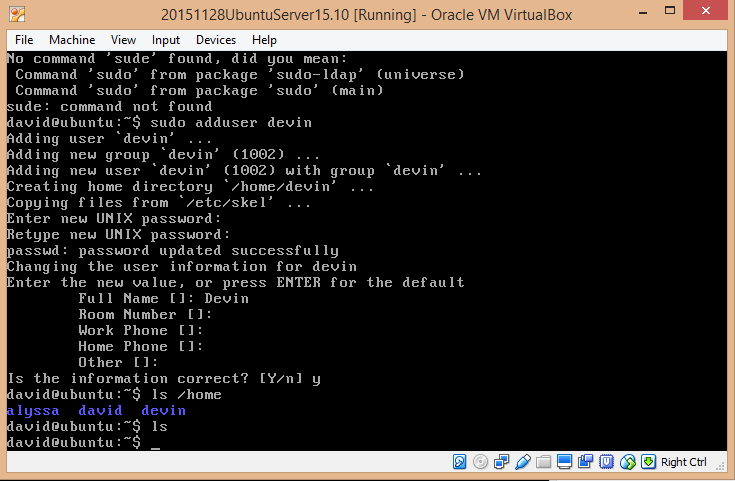 20151128UbuntuServer15.10 [Running] - Oracle VM VirtualBox
File Machine View Input Devices Help
No command 'sude' found, did you mean:
 Command 'sudo' from package 'sudo-ldap' (universe)
 Command 'sudo' from package 'sudo' (main)
sude: command not found
david@ubuntu:~$ sudo adduser devin
Adding user `devin' ...
Adding new group `devin' (1002) ...
Adding new user `devin' (1002) with group `devin' ...
Creating home directory `/home/devin' ...
Copying files from `/etc/skel' ...
Enter new UNIX password:
Retype new UNIX password:
passwd: password updated successfully
Changing the user information for devin
Enter the new value, or press ENTER for the default
        Full Name []: Devin
        Room Number []:
        Work Phone []:
        Home Phone []:
        Other []:
Is the information correct? [Y/n] y
david@ubuntu:~$ ls /home
alyssa  david  devin
david@ubuntu:~$ ls
david@ubuntu:~$ _
Right Ctrl